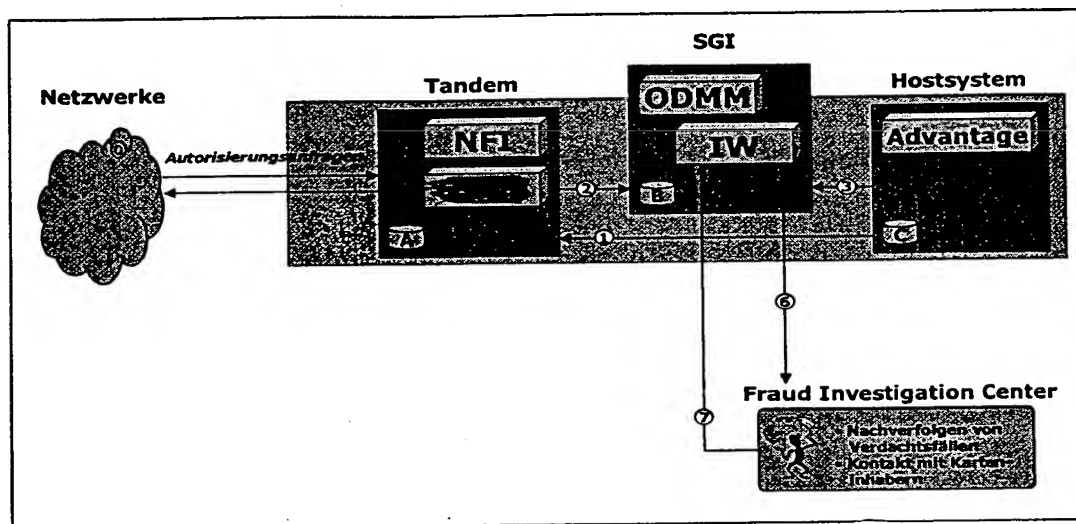 SGI
Netzwerke
Tandem
Hostsystem
ODMM
NFI
IW
Advantage
Autorisierungsanfragen
②
③
B
A
①
C
⑥
Fraud Investigation Center
⑦
- Nachverfolgen von
Verdachtsfällen
- Kontakt mit Karten-
Inhabern